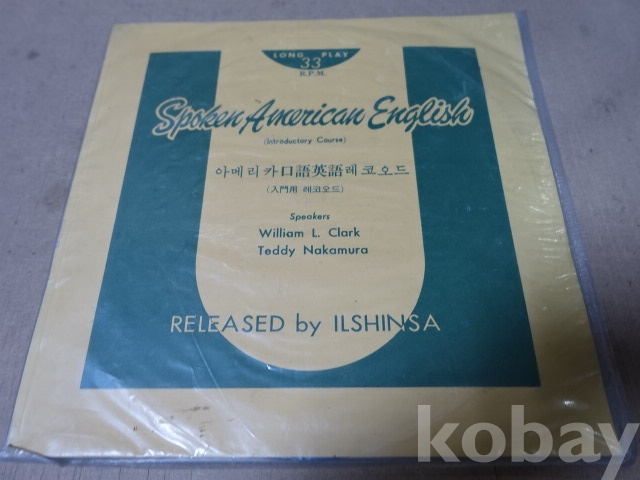 LONG PLAY
33
R.P.M.
Spoken American English
(Introductory Course)
아메리카口語英語레코오드
(入門用 레코오드)
Speakers
William L. Clark
Teddy Nakamura
RELEASED by ILSHINSA
kobay